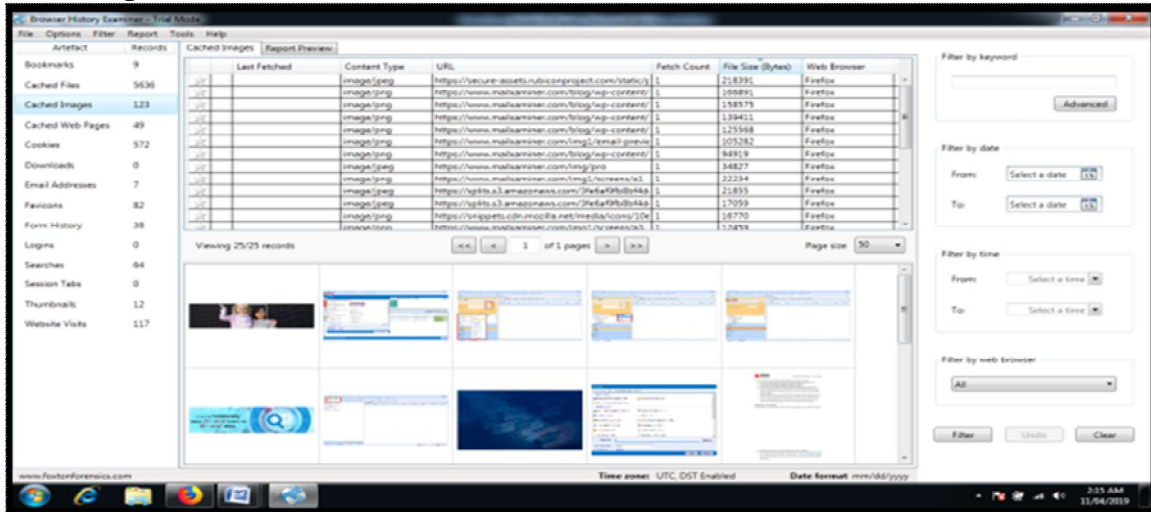 Browser History Examiner - Trial Mode
File Options Filter Report Tools Help
Artefact Records
Bookmarks 9
Cached Files 5636
Cached Images 123
Cached Web Pages 49
Cookies 572
Downloads 0
Email Addresses 7
Favicons 82
Form History 38
Logins 0
Searches 64
Session Tabs 0
Thumbnails 12
Website Visits 117
Cached Images Report Preview
Last Fetched Content Type URL Fetch Count File Size (Bytes) Web Browser
image/jpeg https://secure-assets.rubiconproject.com/static/ 1 218391 Firefox
image/png https://www.mailxaminer.com/blog/wp-content/ 1 166891 Firefox
image/png https://www.mailxaminer.com/blog/wp-content/ 1 158575 Firefox
image/png https://www.mailxaminer.com/blog/wp-content/ 1 139411 Firefox
image/png https://www.mailxaminer.com/blog/wp-content/ 1 125568 Firefox
image/png https://www.mailxaminer.com/img1/email-previe 1 105282 Firefox
image/png https://www.mailxaminer.com/blog/wp-content/ 1 94919 Firefox
image/jpeg https://www.mailxaminer.com/img/pro 1 34827 Firefox
image/png https://www.mailxaminer.com/img1/screens/a1 1 22234 Firefox
image/jpeg 1 21855 Firefox
image/jpeg 1 17059 Firefox
image/png https://snippets.cdn.mozilla.net/media/icons/10e 1 16770 Firefox
image/png 1 12459 Firefox
Viewing 25/25 records << < 1 of 1 pages > >> Page size 50
Filter by keyword
Advanced
Filter by date
From: Select a date 15
To: Select a date 15
Filter by time
From: Select a time
To: Select a time
Filter by web browser
All
Filter Undo Clear
www.foxtonforensics.com Time zone: UTC, DST Enabled Date format mm/dd/yyyy
2:15 AM
11/04/2019